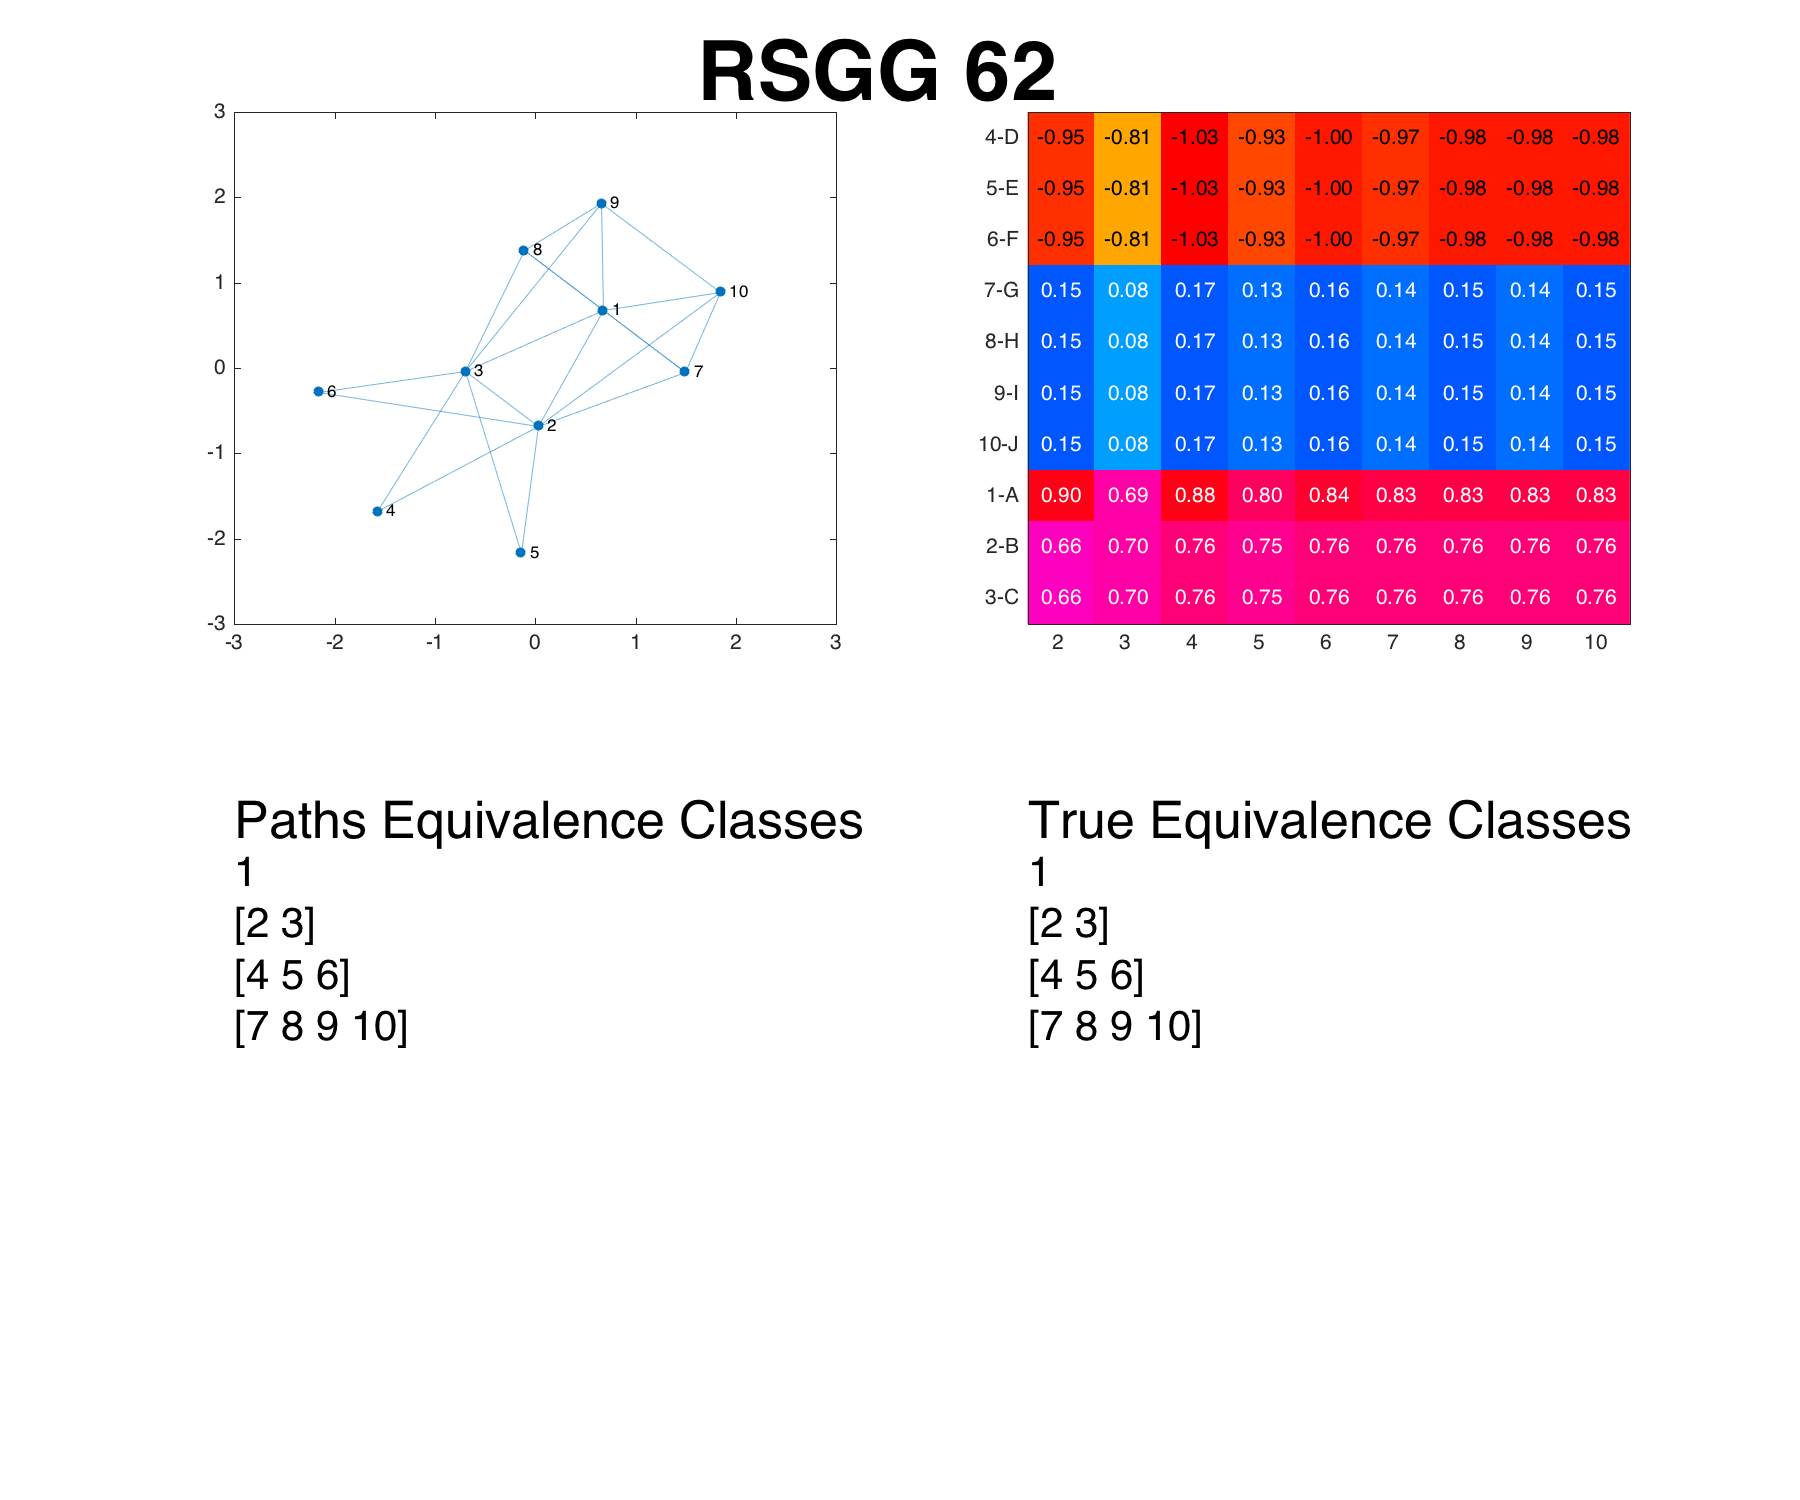 RSGG 62
3
2
1
0
-1
-2
-3
-3 -2 -1 0 1 2 3
9
8
10
1
3
7
6
2
4
5
4-D -0.95 -0.81 -1.03 -0.93 -1.00 -0.97 -0.98 -0.98 -0.98
5-E -0.95 -0.81 -1.03 -0.93 -1.00 -0.97 -0.98 -0.98 -0.98
6-F -0.95 -0.81 -1.03 -0.93 -1.00 -0.97 -0.98 -0.98 -0.98
7-G 0.15 0.08 0.17 0.13 0.16 0.14 0.15 0.14 0.15
8-H 0.15 0.08 0.17 0.13 0.16 0.14 0.15 0.14 0.15
9-I 0.15 0.08 0.17 0.13 0.16 0.14 0.15 0.14 0.15
10-J 0.15 0.08 0.17 0.13 0.16 0.14 0.15 0.14 0.15
1-A 0.90 0.69 0.88 0.80 0.84 0.83 0.83 0.83 0.83
2-B 0.66 0.70 0.76 0.75 0.76 0.76 0.76 0.76 0.76
3-C 0.66 0.70 0.76 0.75 0.76 0.76 0.76 0.76 0.76
2 3 4 5 6 7 8 9 10
Paths Equivalence Classes
1
[2 3]
[4 5 6]
[7 8 9 10]
True Equivalence Classes
1
[2 3]
[4 5 6]
[7 8 9 10]